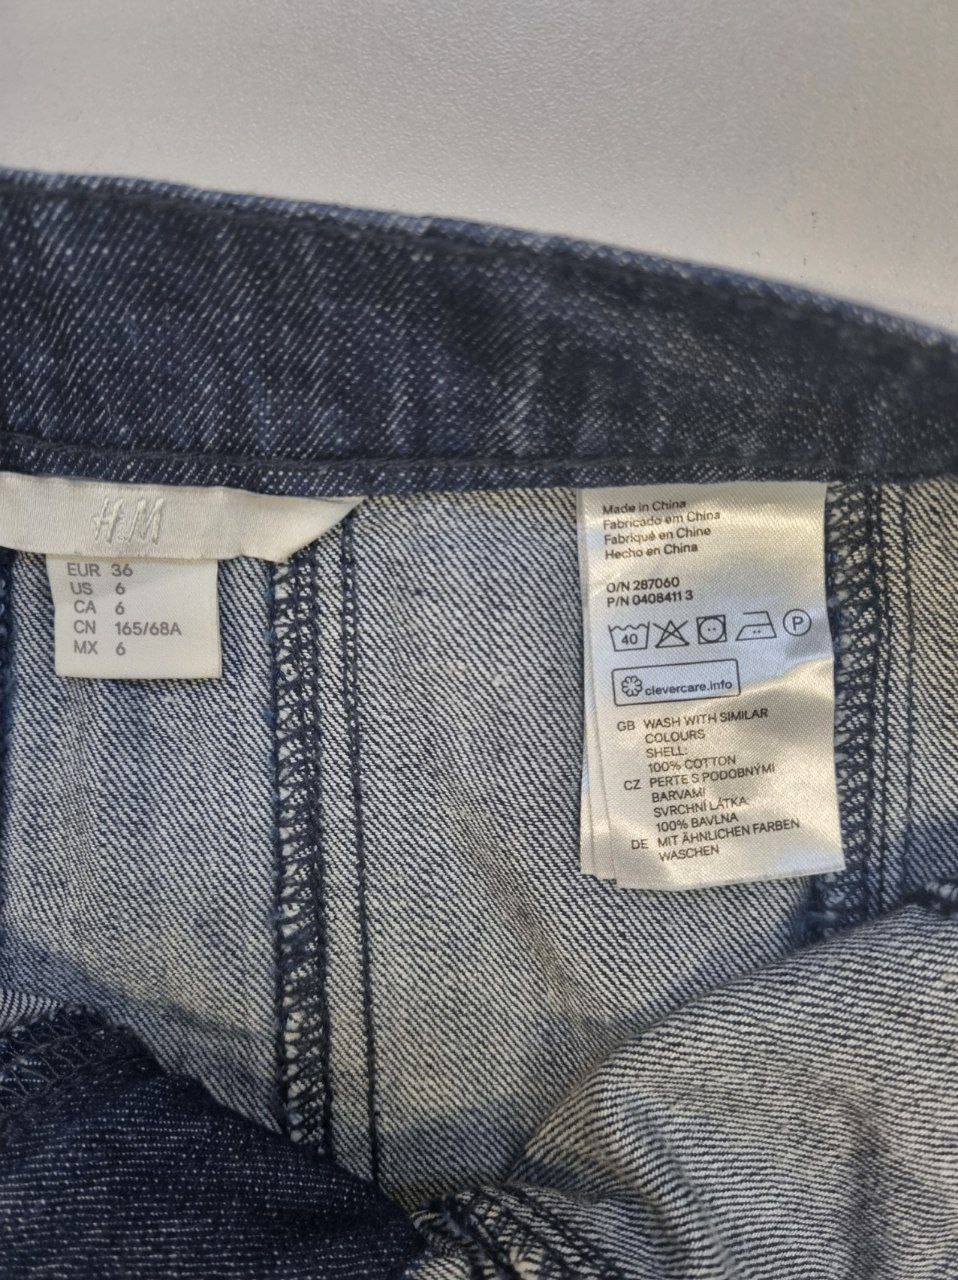 H&M
EUR 36
US 6
CA 6
CN 165/68A
MX 6
Made in China
Fabricado em China
Fabriqué en Chine
Hecho en China
O/N 287060
P/N 0408411 3
40
P
clevercare.info
GB WASH WITH SIMILAR
COLOURS
SHELL:
100% COTTON
CZ PERTE S PODOBNÝMI
BARVAMI
SVRCHNÍ LÁTKA:
100% BAVLNA
DE MIT ÄHNLICHEN FARBEN
WASCHEN